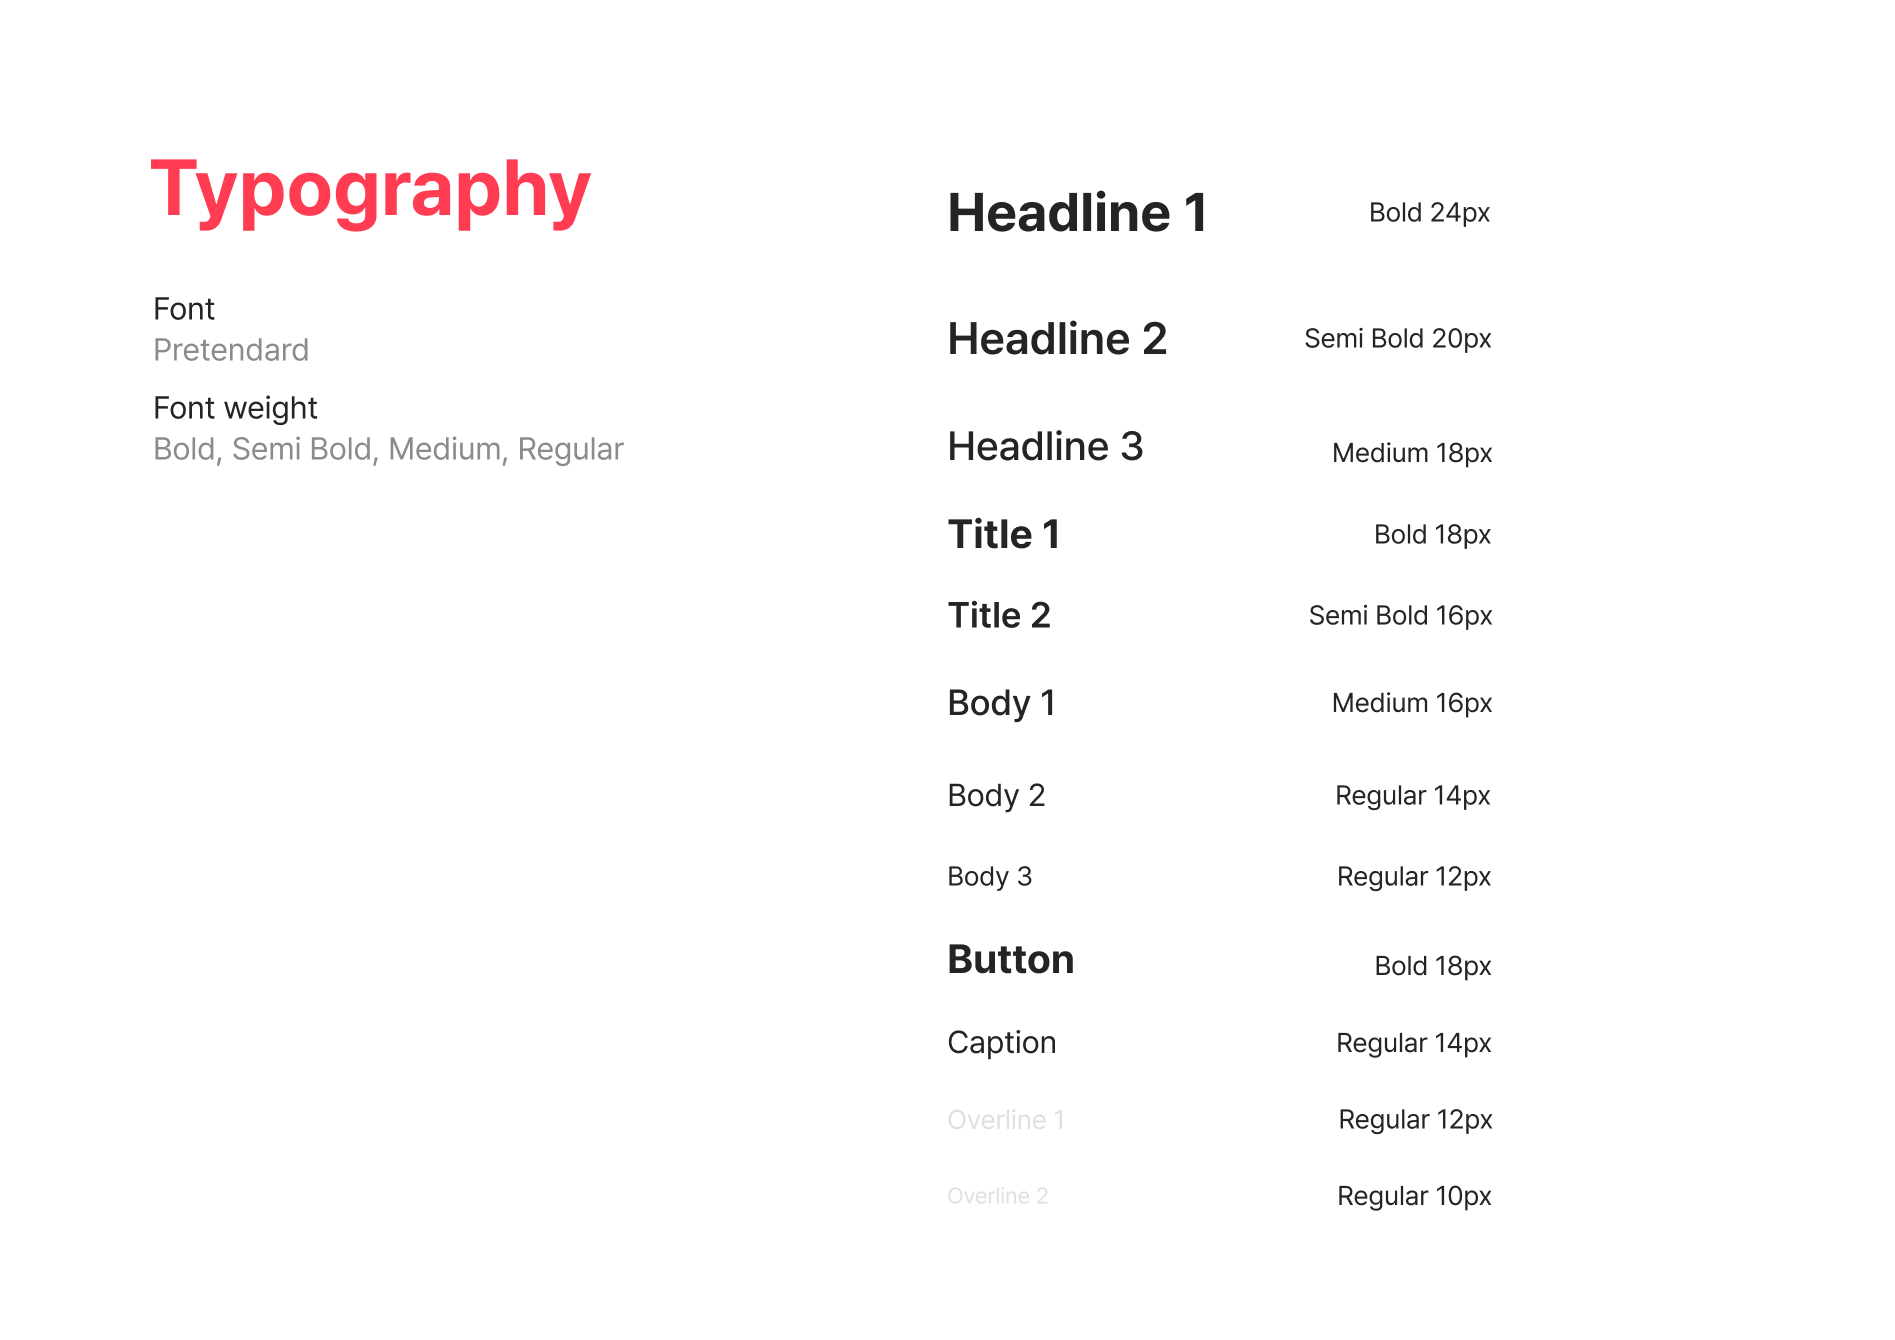 Typography
Font
Pretendard
Font weight
Bold, Semi Bold, Medium, Regular
Headline 1 Bold 24px
Headline 2 Semi Bold 20px
Headline 3 Medium 18px
Title 1 Bold 18px
Title 2 Semi Bold 16px
Body 1 Medium 16px
Body 2 Regular 14px
Body 3 Regular 12px
Button Bold 18px
Caption Regular 14px
Overline 1 Regular 12px
Overline 2 Regular 10px